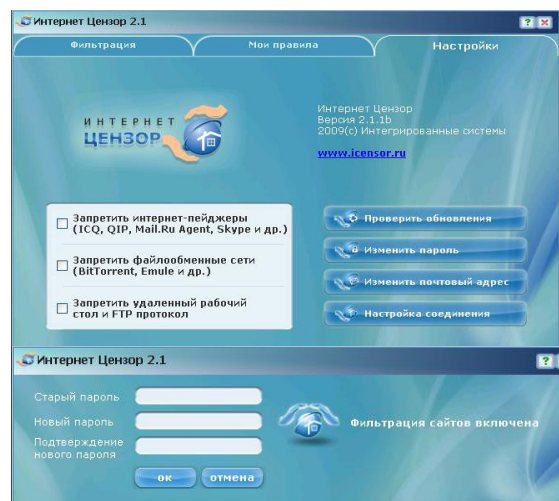 Интернет Цензор 2.1
Фильтрация
Мои правила
Настройки
ИНТЕРНЕТ
ЦЕНЗОР
Интернет Цензор
Версия 2.1.1b
2009(c) Интегрированные системы
www.icensor.ru
Запретить интернет-пейджеры
(ICQ, QIP, Mail.Ru Agent, Skype и др.)
Запретить файлообменные сети
(BitTorrent, Emule и др.)
Запретить удаленный рабочий
стол и FTP протокол
Проверить обновления
Изменить пароль
Изменить почтовый адрес
Настройка соединения
Интернет Цензор 2.1
Старый пароль
Новый пароль
Подтверждение
нового пароля
ок
отмена
Фильтрация сайтов включена